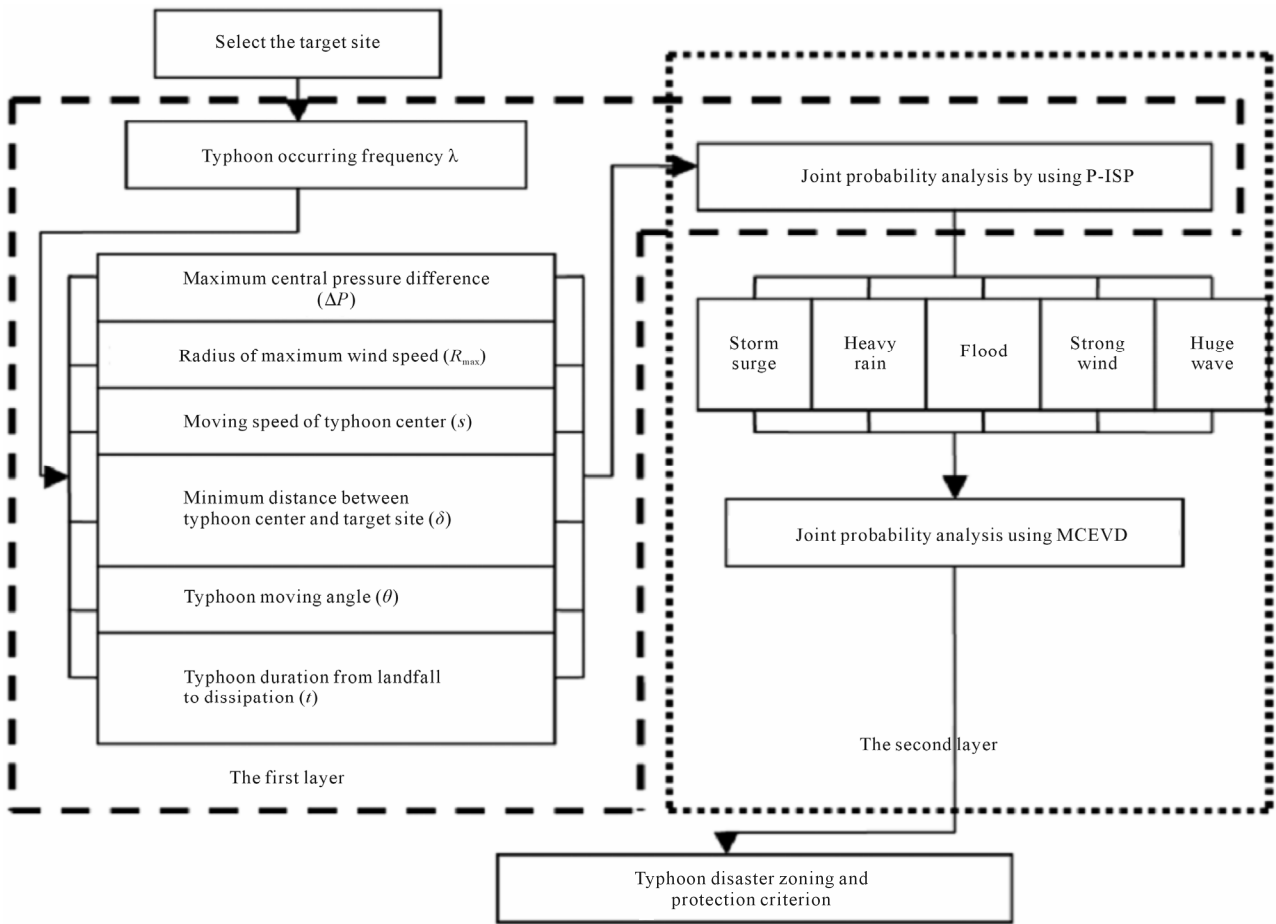 Select the target site
Typhoon occurring frequency λ
Maximum central pressure difference
(ΔP)
Radius of maximum wind speed (Rmax)
Moving speed of typhoon center (s)
Minimum distance between
typhoon center and target site (δ)
Typhoon moving angle (θ)
Typhoon duration from landfall
to dissipation (t)
The first layer
Joint probability analysis by using P-ISP
Storm
surge
Heavy
rain
Flood
Strong
wind
Huge
wave
Joint probability analysis using MCEVD
The second layer
Typhoon disaster zoning and
protection criterion